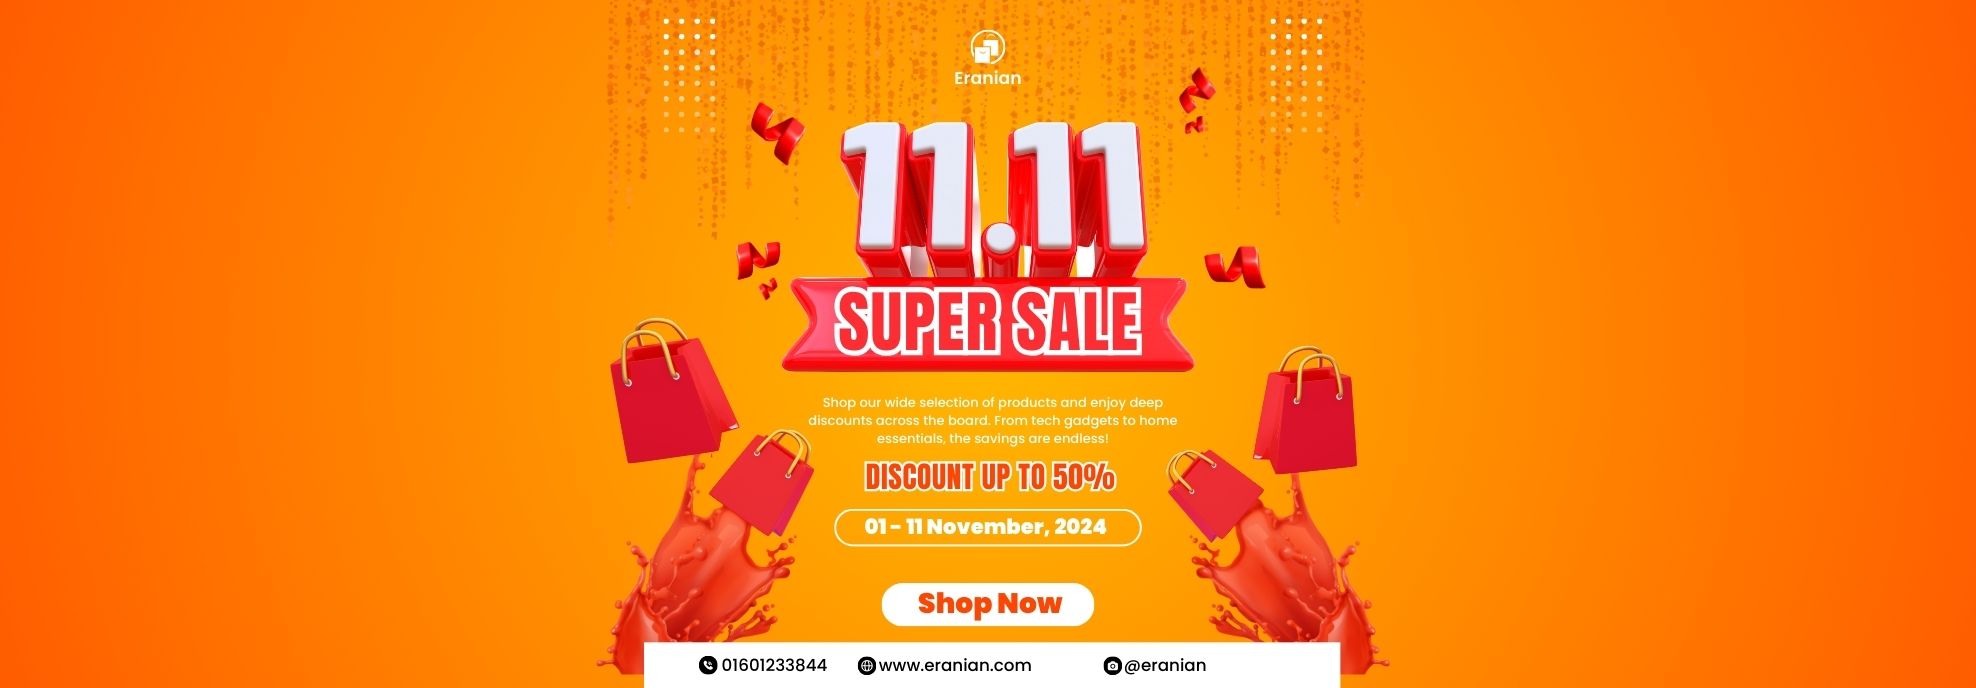 Eranian
11.11
SUPER SALE
Shop our wide selection of products and enjoy deep
discounts across the board. From tech gadgets to home
essentials, the savings are endless!
DISCOUNT UP TO 50%
01 - 11 November, 2024
Shop Now
01601233844 www.eranian.com @eranian